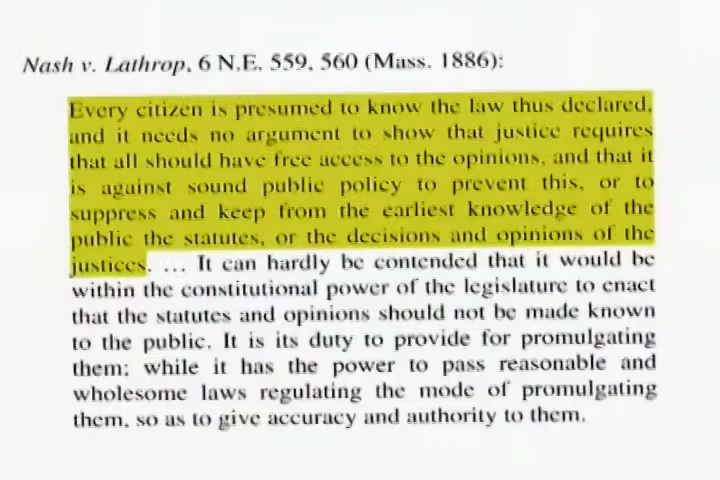 Nash v. Lathrop, 6 N.E. 559, 560 (Mass. 1886):
Every citizen is presumed to know the law thus declared,
and it needs no argument to show that justice requires
that all should have free access to the opinions, and that it
is against sound public policy to prevent this, or to
suppress and keep from the earliest knowledge of the
public the statutes, or the decisions and opinions of the
justices. ... It can hardly be contended that it would be
within the constitutional power of the legislature to enact
that the statutes and opinions should not be made known
to the public. It is its duty to provide for promulgating
them; while it has the power to pass reasonable and
wholesome laws regulating the mode of promulgating
them, so as to give accuracy and authority to them.